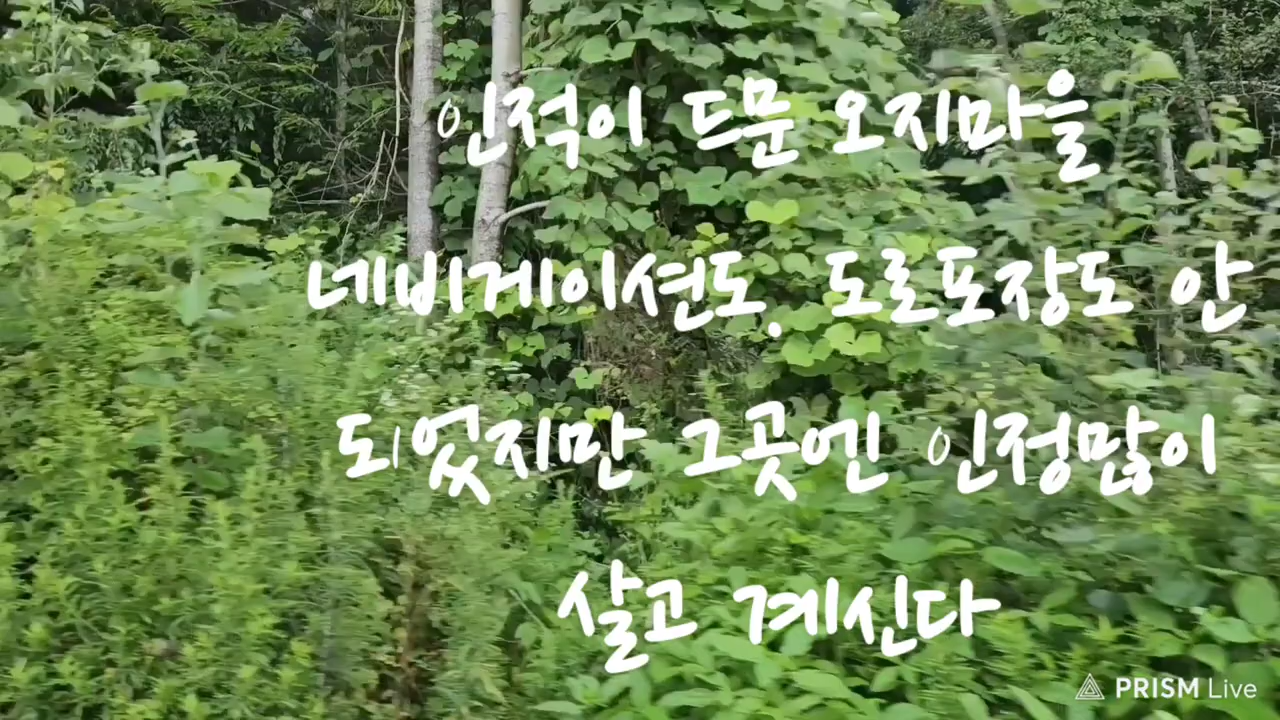 인적이 드문 오지마을
네비게이션도. 도로포장도 안
되었지만 그곳엔 인정많이
살고 계신다
PRISM Live